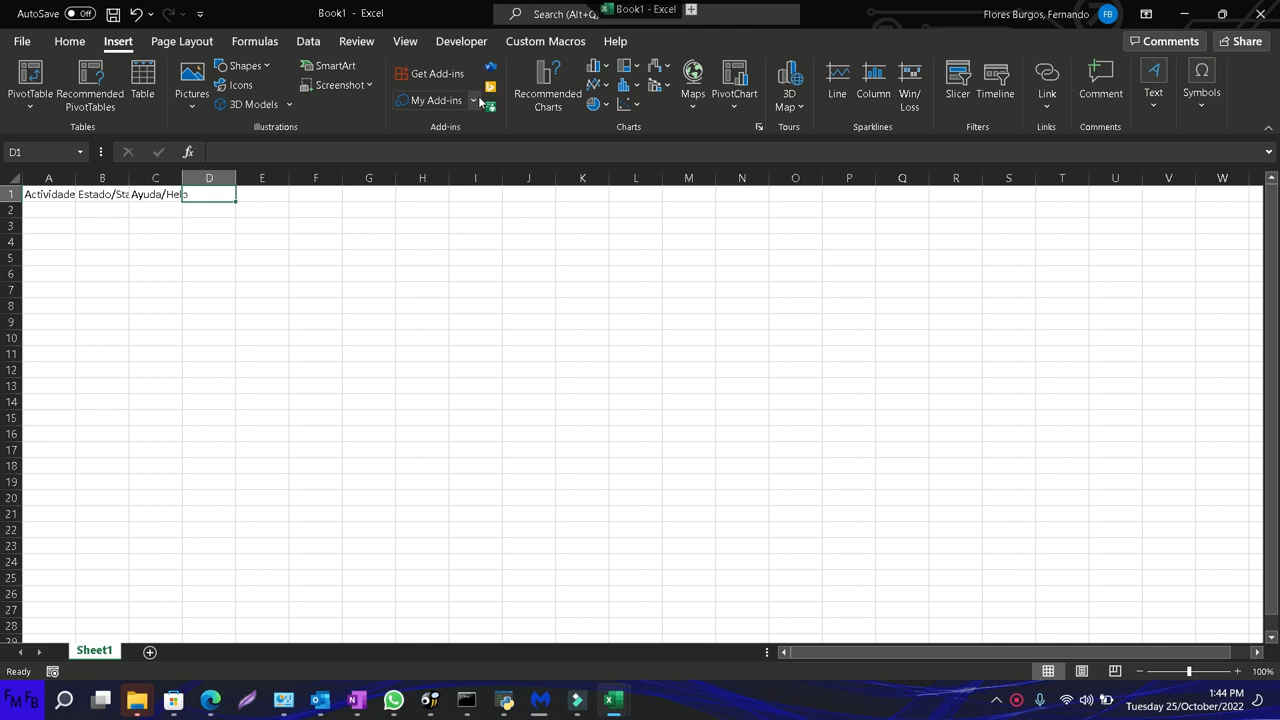 AutoSave Off Book1 - Excel Search (Alt+Q) Book1 - Excel Flores Burgos, Fernando FB
File Home Insert Page Layout Formulas Data Review View Developer Custom Macros Help Comments Share
PivotTable Recommended PivotTables Table Pictures Shapes Icons 3D Models SmartArt Screenshot Get Add-ins My Add-ins Recommended Charts Maps PivotChart 3D Map Line Column Win/Loss Slicer Timeline Link Comment Text Symbols
Tables Illustrations Add-ins Charts Tours Sparklines Filters Links Comments
D1 fx
A B C D E F G H I J K L M N O P Q R S T U V W
1 Actividade Estado/Sta Ayuda/Help
2
3
4
5
6
7
8
9
10
11
12
13
14
15
16
17
18
19
20
21
22
23
24
25
26
27
28
29
Sheet1
Ready 100%
FM FB 1:44 PM
Tuesday 25/October/2022